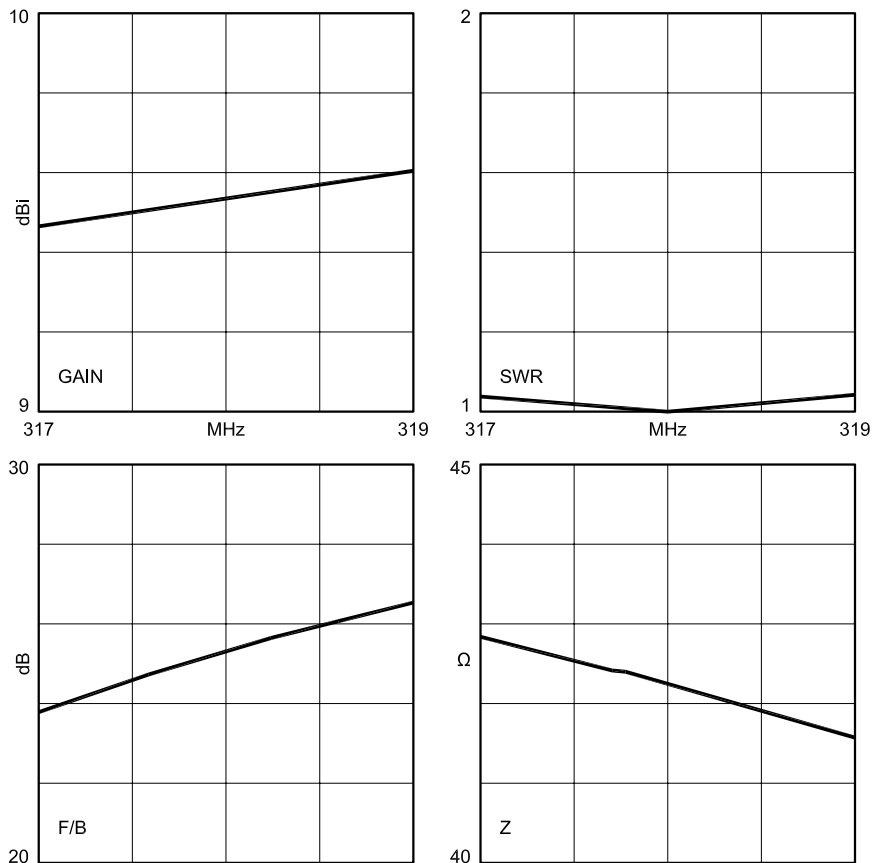 10
dBi
GAIN
9
317 MHz 319
2
SWR
1
317 MHz 319
30
dB
F/B
20
45
Ω
Z
40